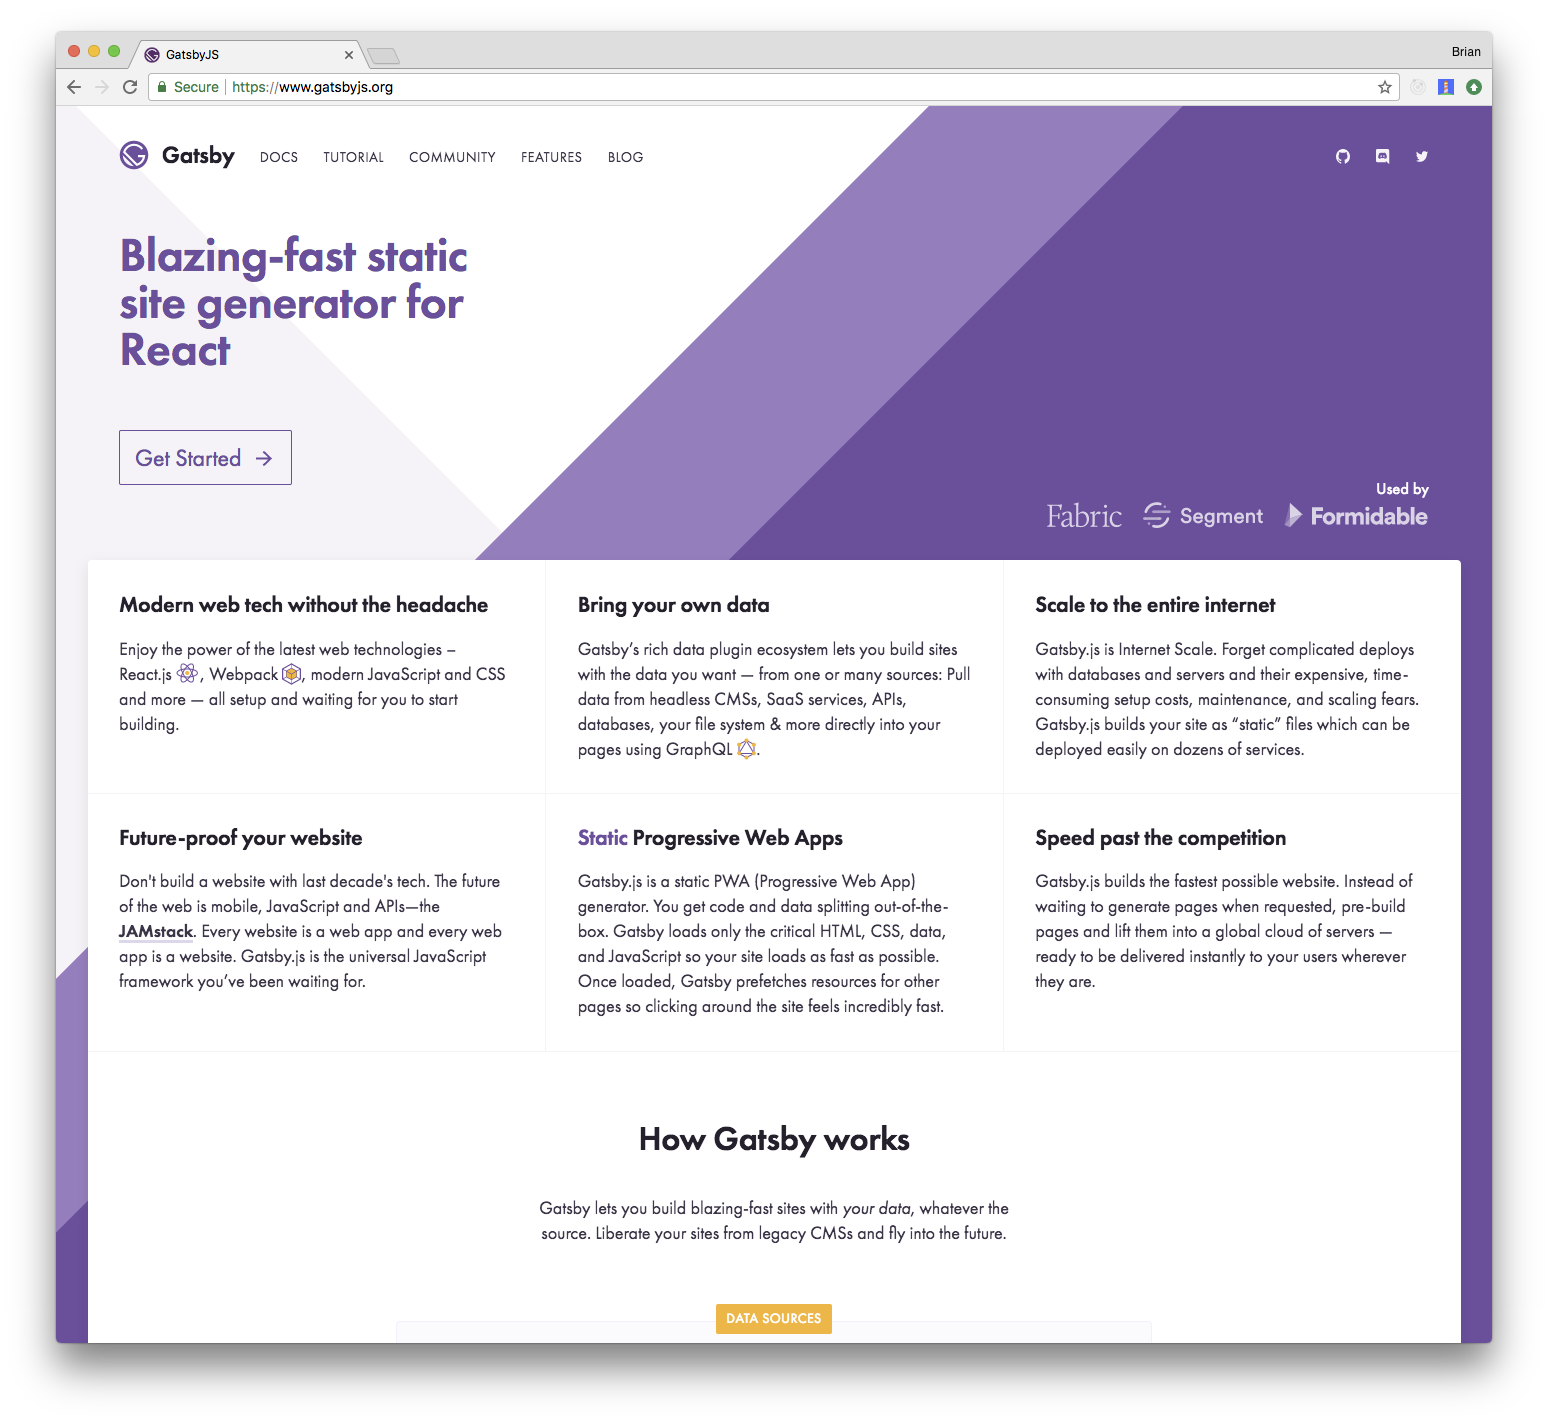 GatsbyJS
Brian
Secure
https://www.gatsbyjs.org
Gatsby DOCS TUTORIAL COMMUNITY FEATURES BLOG
Blazing-fast static
site generator for
React
Get Started →
Used by
Fabric Segment Formidable
Modern web tech without the headache
Enjoy the power of the latest web technologies –
React.js , Webpack , modern JavaScript and CSS
and more — all setup and waiting for you to start
building.
Bring your own data
Gatsby’s rich data plugin ecosystem lets you build sites
with the data you want — from one or many sources: Pull
data from headless CMSs, SaaS services, APIs,
databases, your file system & more directly into your
pages using GraphQL .
Scale to the entire internet
Gatsby.js is Internet Scale. Forget complicated deploys
with databases and servers and their expensive, time-
consuming setup costs, maintenance, and scaling fears.
Gatsby.js builds your site as “static” files which can be
deployed easily on dozens of services.
Future-proof your website
Don't build a website with last decade's tech. The future
of the web is mobile, JavaScript and APIs—the
JAMstack. Every website is a web app and every web
app is a website. Gatsby.js is the universal JavaScript
framework you’ve been waiting for.
Static Progressive Web Apps
Gatsby.js is a static PWA (Progressive Web App)
generator. You get code and data splitting out-of-the-
box. Gatsby loads only the critical HTML, CSS, data,
and JavaScript so your site loads as fast as possible.
Once loaded, Gatsby prefetches resources for other
pages so clicking around the site feels incredibly fast.
Speed past the competition
Gatsby.js builds the fastest possible website. Instead of
waiting to generate pages when requested, pre-build
pages and lift them into a global cloud of servers —
ready to be delivered instantly to your users wherever
they are.
How Gatsby works
Gatsby lets you build blazing-fast sites with your data, whatever the
source. Liberate your sites from legacy CMSs and fly into the future.
DATA SOURCES